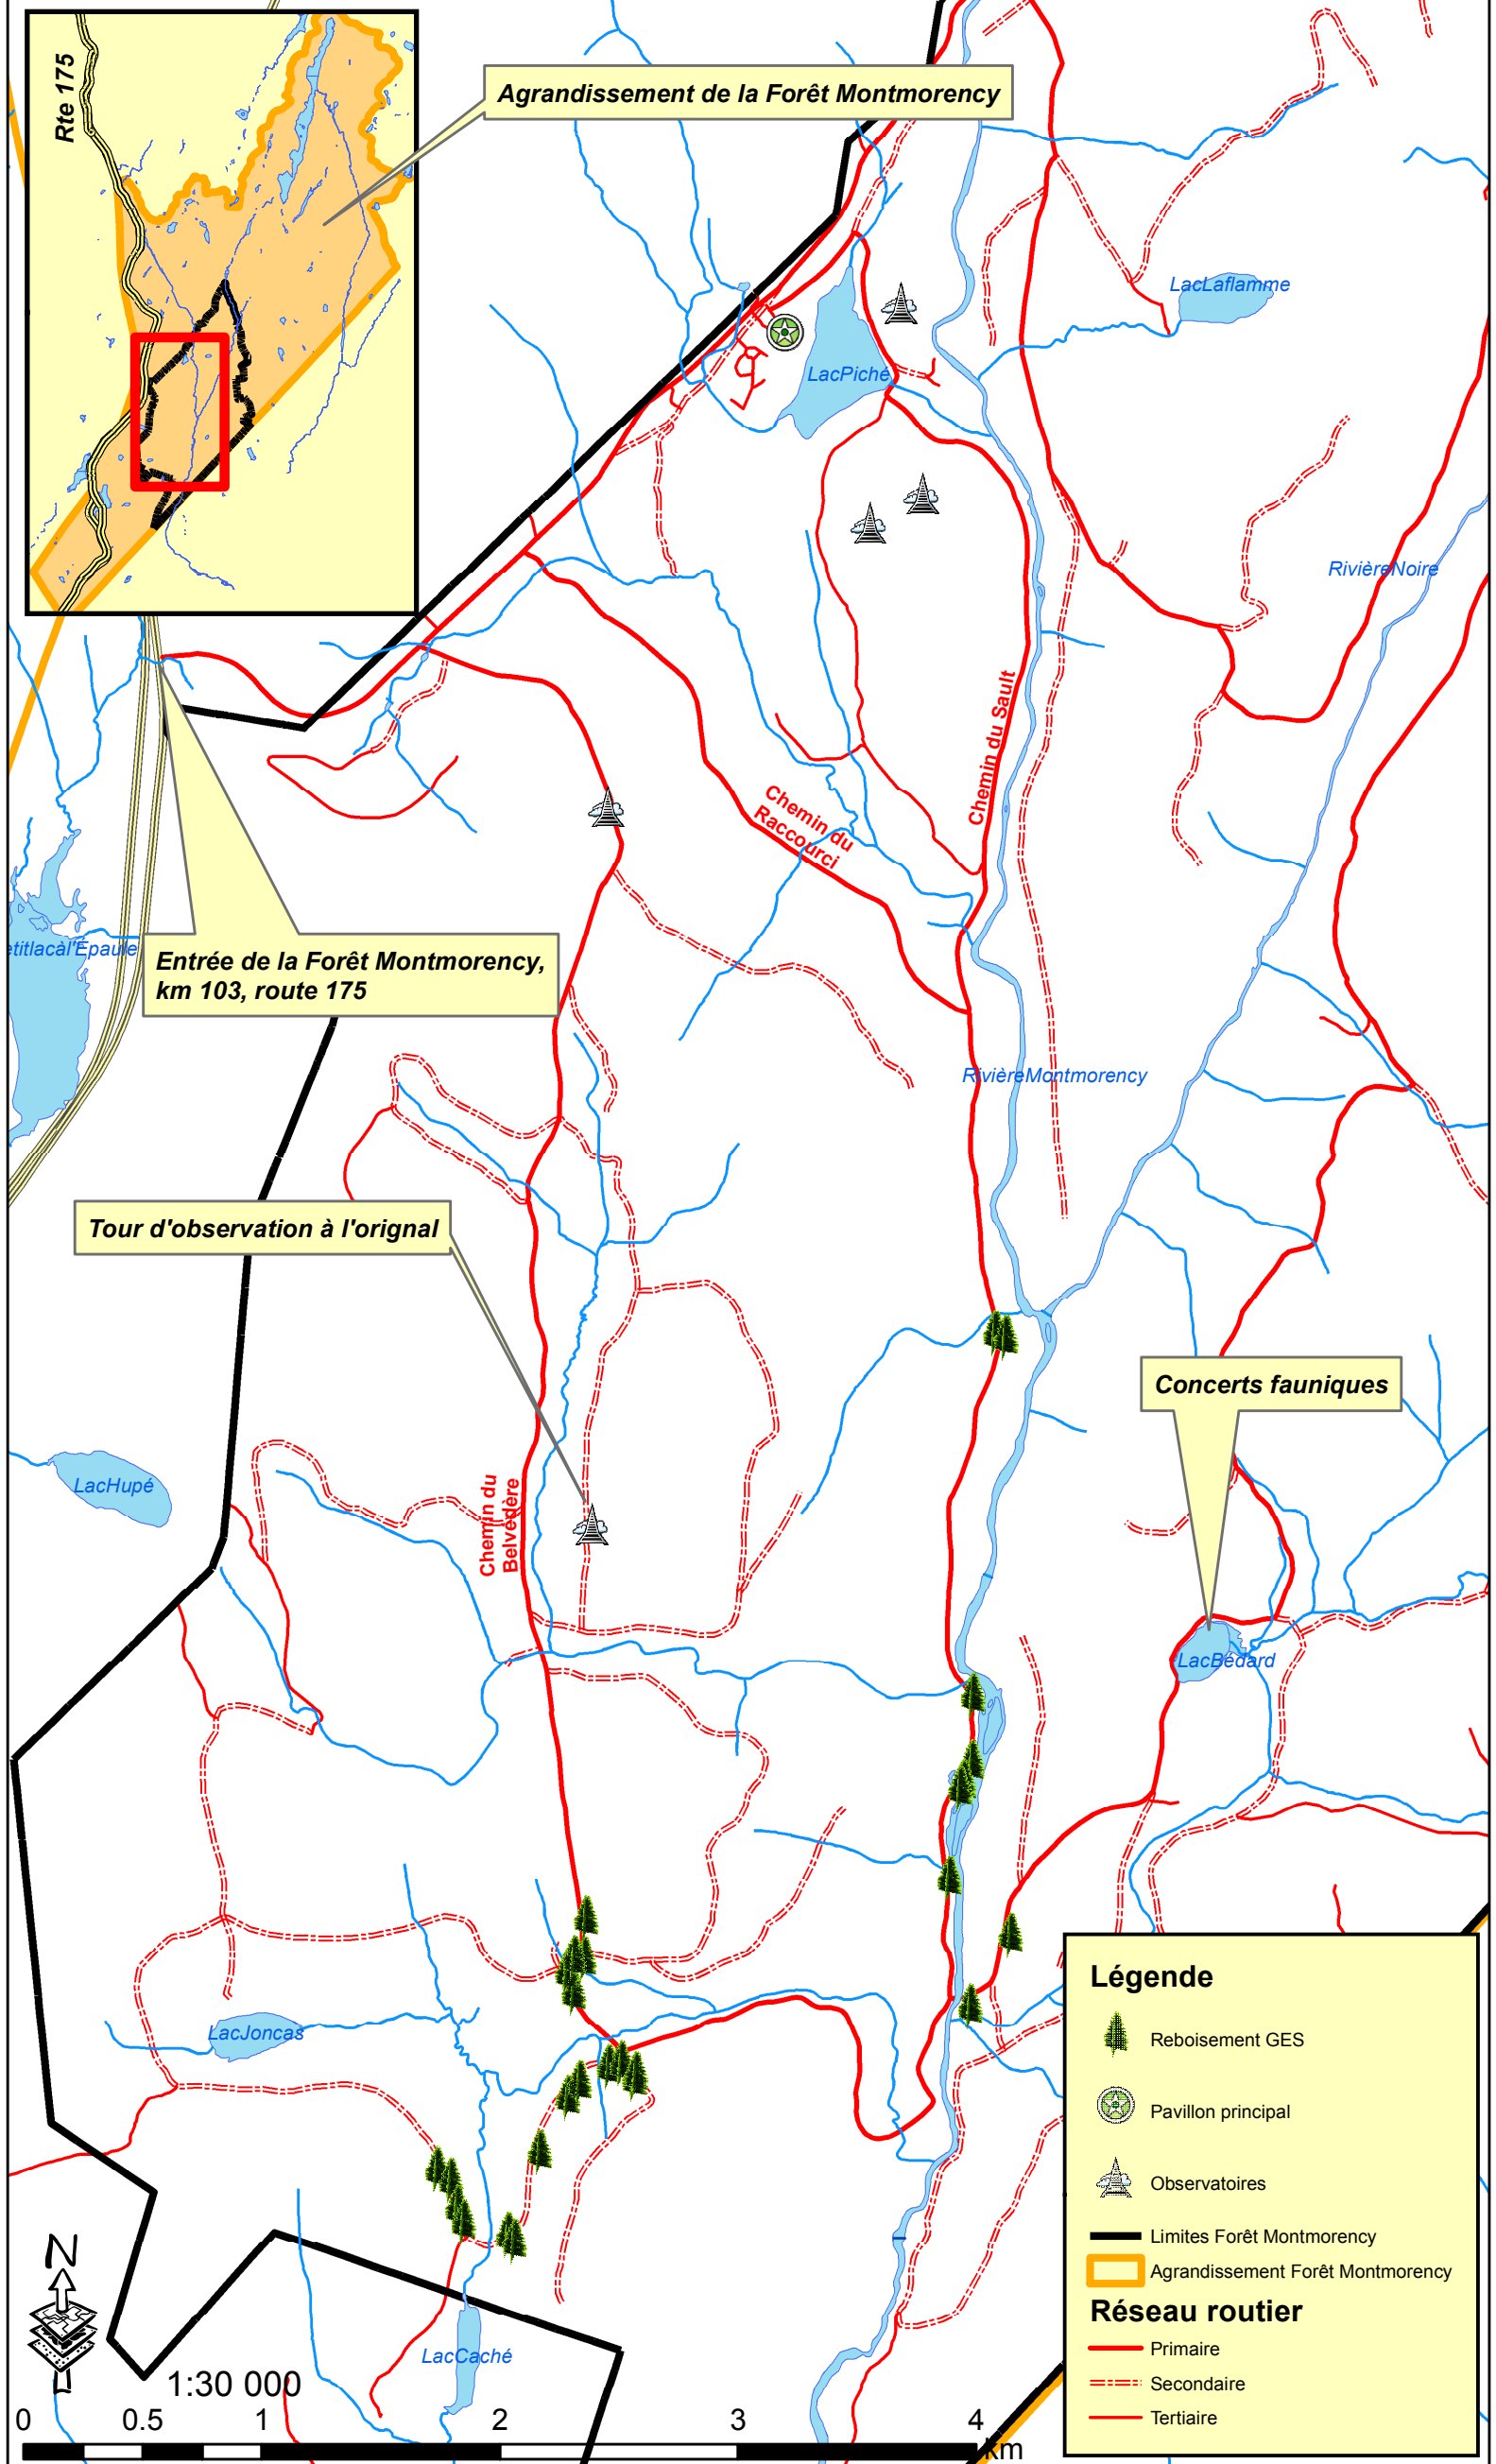 Rte 175
Agrandissement de la Forêt Montmorency
LacLaflamme
LacPiché
RivièreNoire
Chemin du Sault
Chemin du
Raccourci
etitlacàl'Épaule
Entrée de la Forêt Montmorency,
km 103, route 175
RivièreMontmorency
Tour d'observation à l'orignal
Concerts fauniques
LacHupé
Chemin du
Belvédère
LacBédard
LacJoncas
LacCaché
N
1:30 000
0 0.5 1 2 3 4
km
Légende
Reboisement GES
Pavillon principal
Observatoires
Limites Forêt Montmorency
Agrandissement Forêt Montmorency
Réseau routier
Primaire
Secondaire
Tertiaire